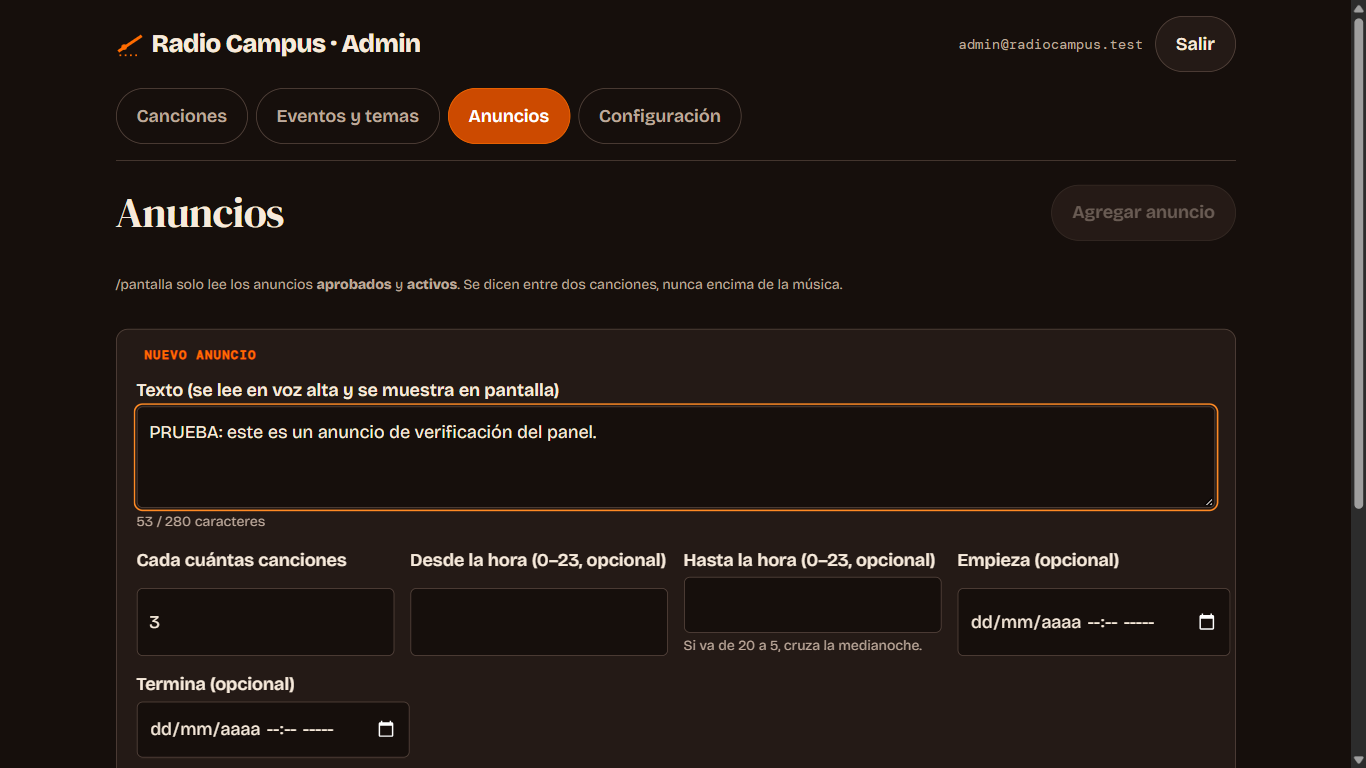 Radio Campus · Admin
admin@radiocampus.test
Salir
Canciones
Eventos y temas
Anuncios
Configuración
Anuncios
Agregar anuncio
/pantalla solo lee los anuncios aprobados y activos. Se dicen entre dos canciones, nunca encima de la música.
NUEVO ANUNCIO
Texto (se lee en voz alta y se muestra en pantalla)
PRUEBA: este es un anuncio de verificación del panel.
53 / 280 caracteres
Cada cuántas canciones
Desde la hora (0–23, opcional)
Hasta la hora (0–23, opcional)
Empieza (opcional)
3
dd/mm/aaaa --:-- -----
Si va de 20 a 5, cruza la medianoche.
Termina (opcional)
dd/mm/aaaa --:-- -----